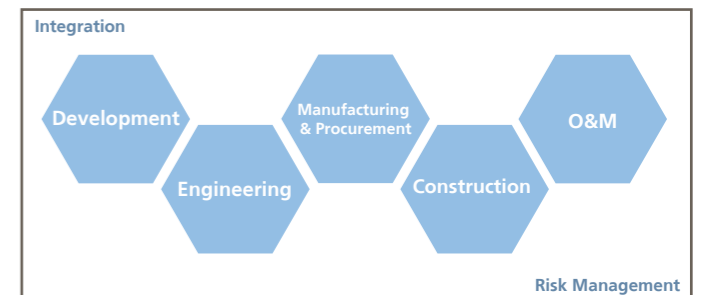 Integration
Development
Engineering
Manufacturing
& Procurement
Construction
O&M
Risk Management